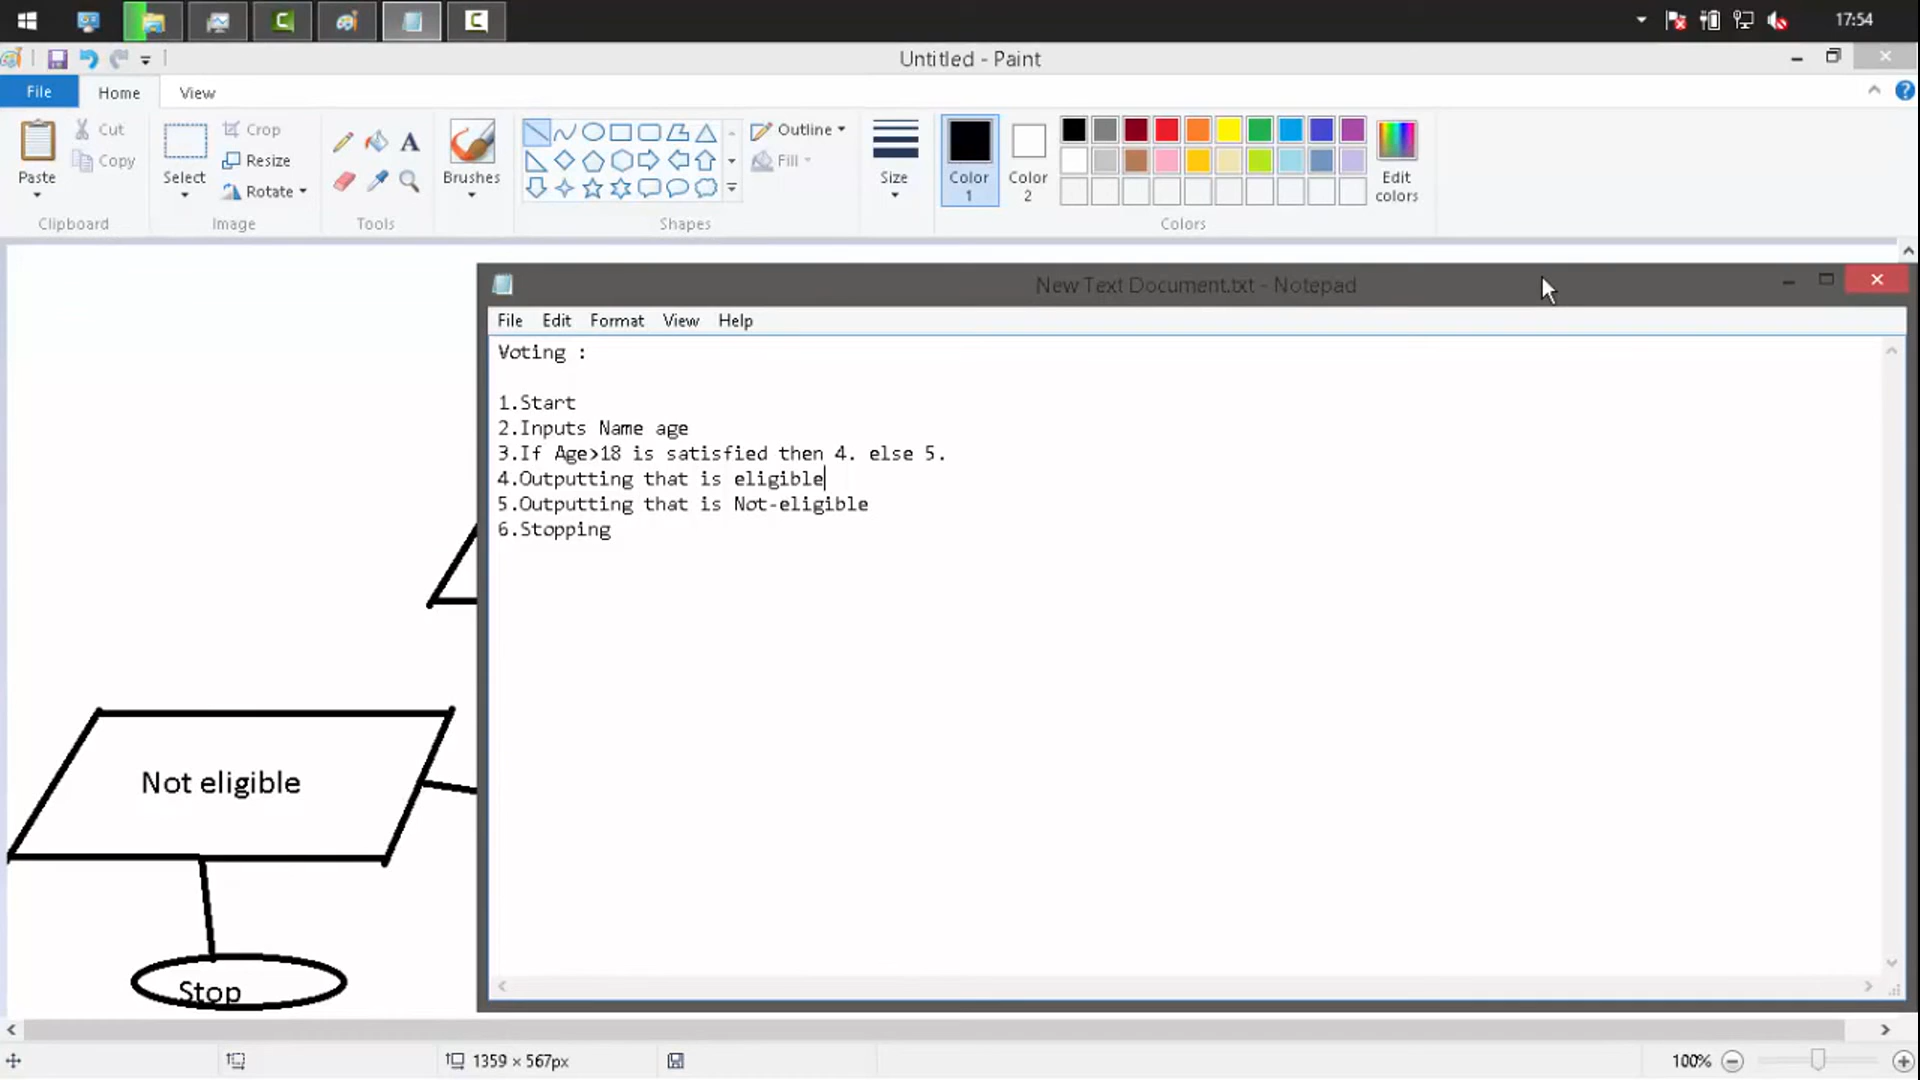 17:54
Untitled - Paint
File Home View
Cut
Copy
Paste
Clipboard
Crop
Resize
Rotate
Select
Image
Tools
Brushes
Outline
Fill
Shapes
Size
Color 1
Color 2
Edit colors
Colors
New Text Document.txt - Notepad
File Edit Format View Help
Voting :
1.Start
2.Inputs Name age
3.If Age>18 is satisfied then 4. else 5.
4.Outputting that is eligible
5.Outputting that is Not-eligible
6.Stopping
Not eligible
Stop
1359 × 567px
100%